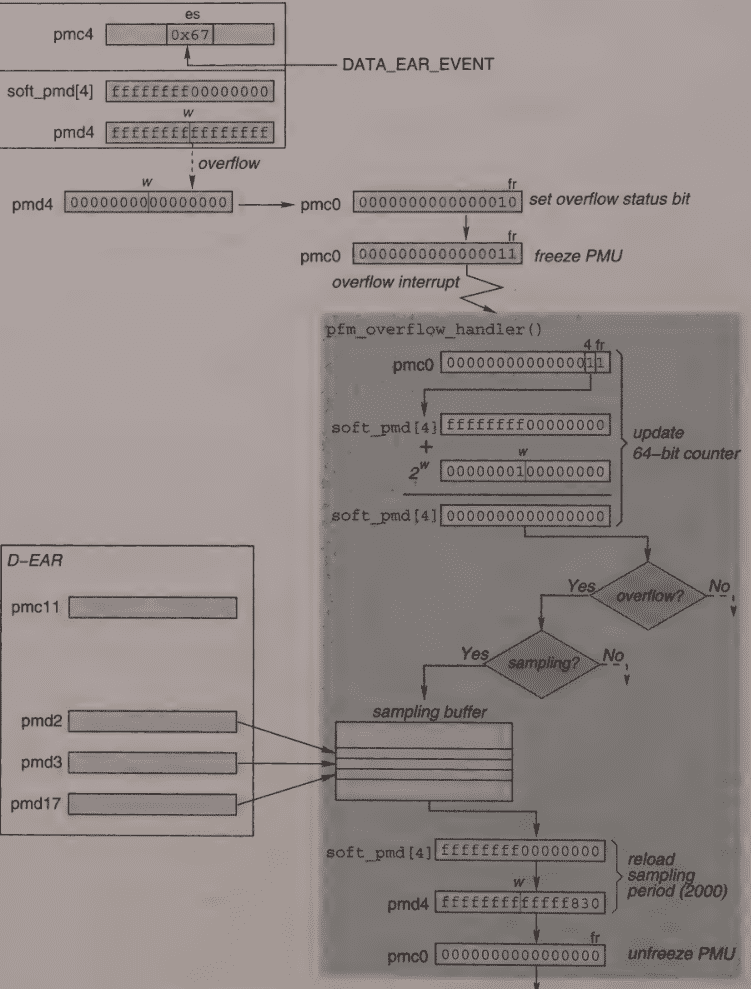 es
pmc4 0x67
DATA_EAR_EVENT
soft_pmd[4] ffffffff00000000
w
pmd4 ffffffffffffffff
overflow
w
pmd4 0000000000000000
fr
pmc0 0000000000000010 set overflow status bit
fr
pmc0 0000000000000011 freeze PMU
overflow interrupt
pfm_overflow_handler()
4 fr
pmc0 0000000000000011
soft_pmd[4] ffffffff00000000
+
w
2^w 0000000100000000
update
64–bit counter
soft_pmd[4] 0000000000000000
D-EAR
pmc11
Yes overflow? No
Yes sampling? No
sampling buffer
pmd2
pmd3
pmd17
soft_pmd[4] ffffffff00000000
w
pmd4 fffffffffffff830
reload
sampling
period (2000)
fr
pmc0 0000000000000000 unfreeze PMU